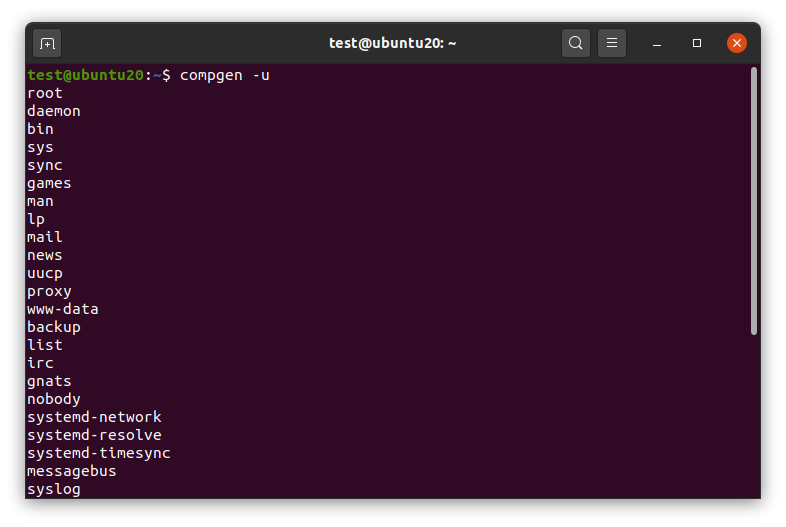 test@ubuntu20: ~
test@ubuntu20:~$ compgen -u
root
daemon
bin
sys
sync
games
man
lp
mail
news
uucp
proxy
www-data
backup
list
irc
gnats
nobody
systemd-network
systemd-resolve
systemd-timesync
messagebus
syslog